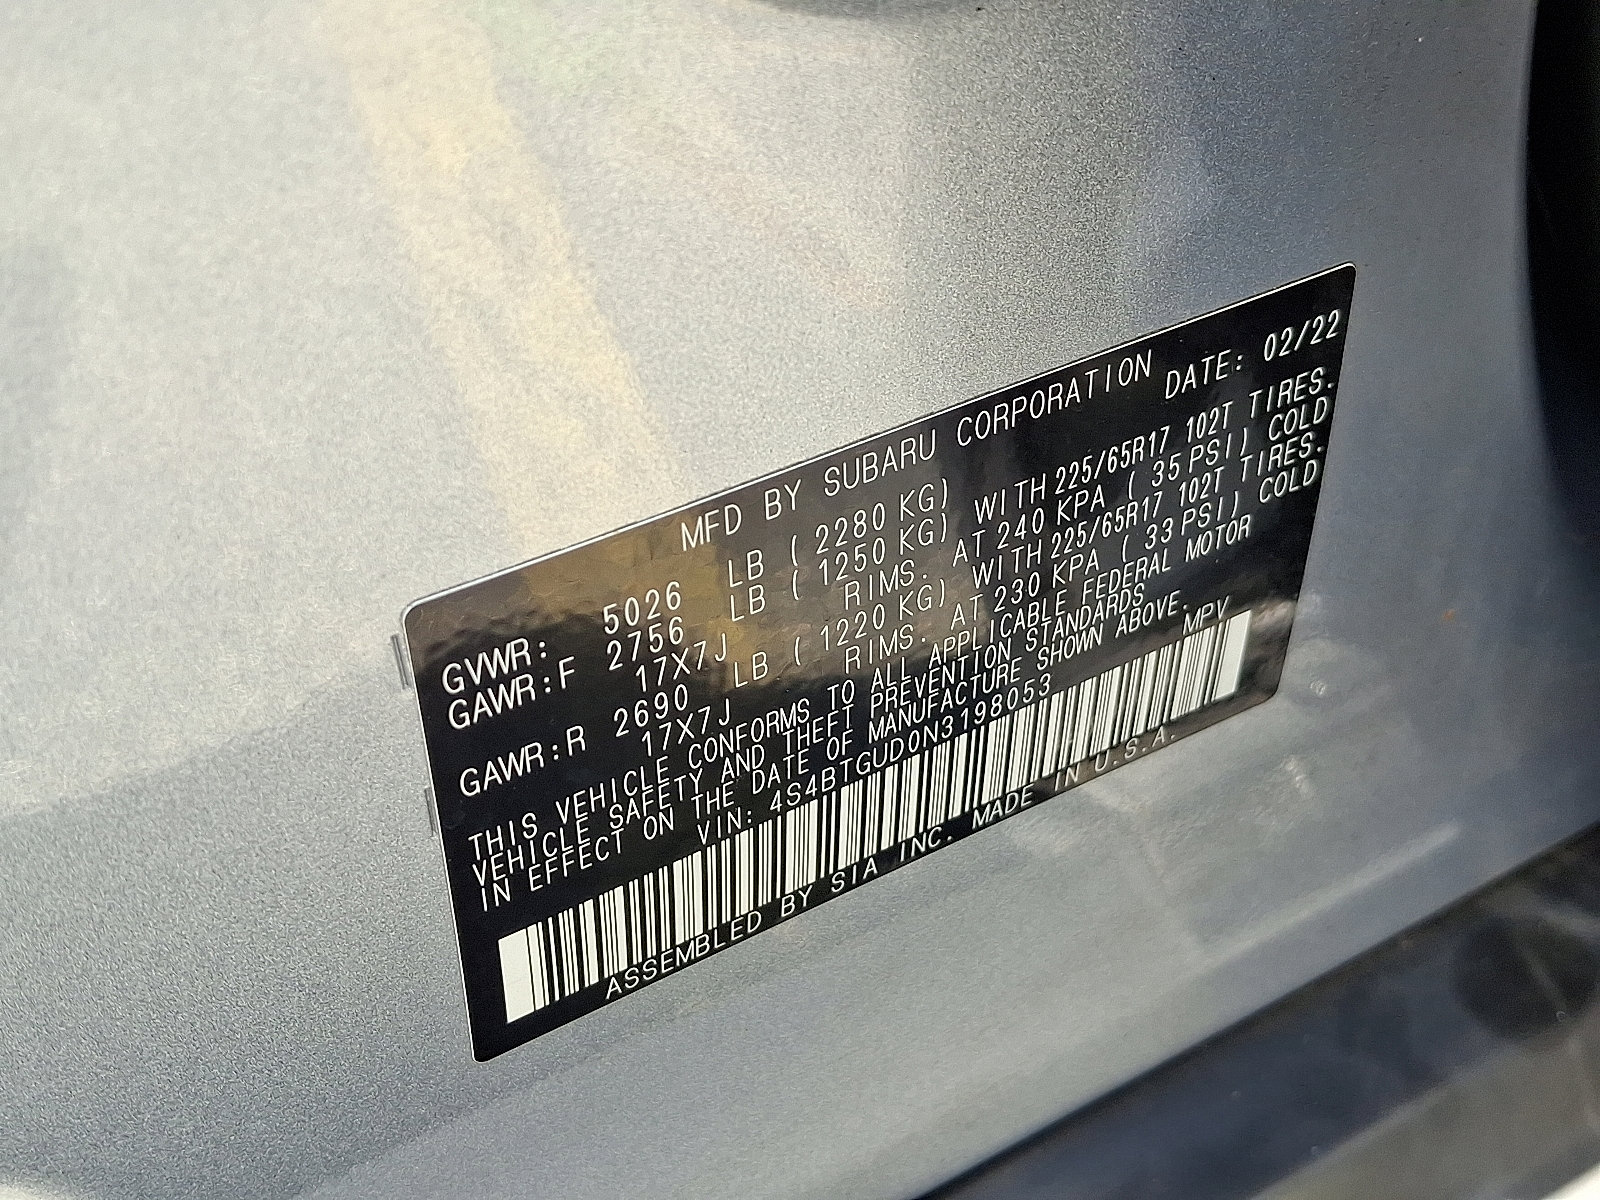 MFD BY SUBARU CORPORATION
DATE: 02/22
GVWR: 5026 LB ( 2280 KG)
GAWR:F 2756 LB ( 1250 KG) WITH 225/65R17 102T TIRES.
17X7J RIMS. AT 240 KPA ( 35 PSI) COLD
GAWR:R 2690 LB ( 1220 KG) WITH 225/65R17 102T TIRES.
17X7J RIMS. AT 230 KPA ( 33 PSI) COLD
THIS VEHICLE CONFORMS TO ALL APPLICABLE FEDERAL MOTOR
VEHICLE SAFETY AND THEFT PREVENTION STANDARDS
IN EFFECT ON THE DATE OF MANUFACTURE SHOWN ABOVE.
VIN: 4S4BTGUD0N3198053 MPV
ASSEMBLED BY SIA INC. MADE IN U.S.A.